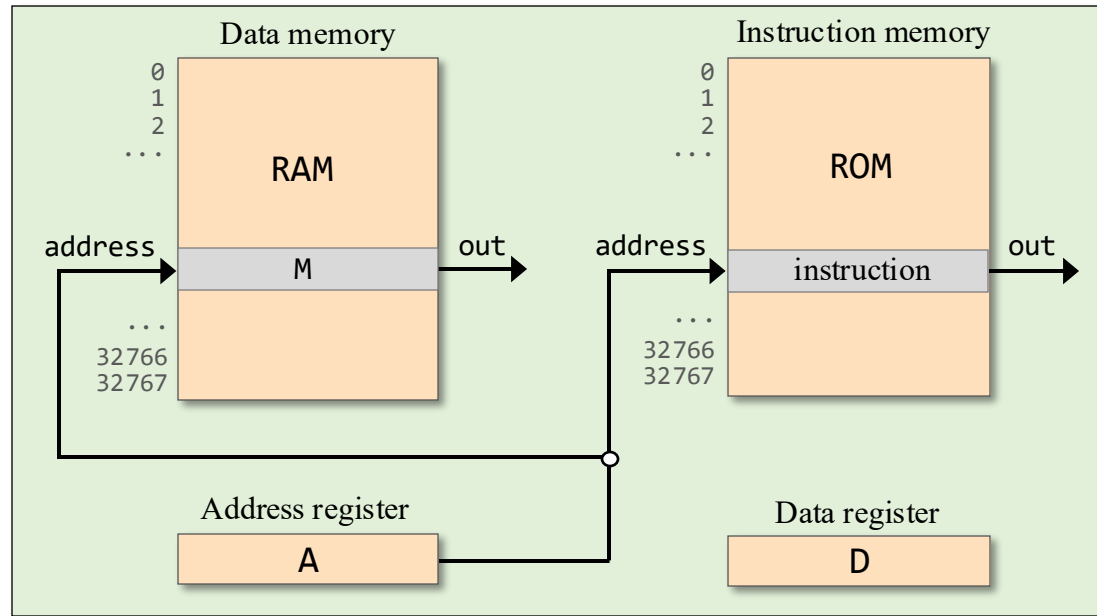 Data memory
0
1
2
...
RAM
address
M
out
...
32766
32767
Instruction memory
0
1
2
...
ROM
address
instruction
out
...
32766
32767
Address register
A
Data register
D